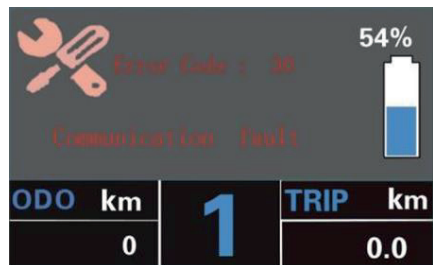 54%
Error Code : 30
Communication fault
ODO km
0
1
TRIP km
0.0